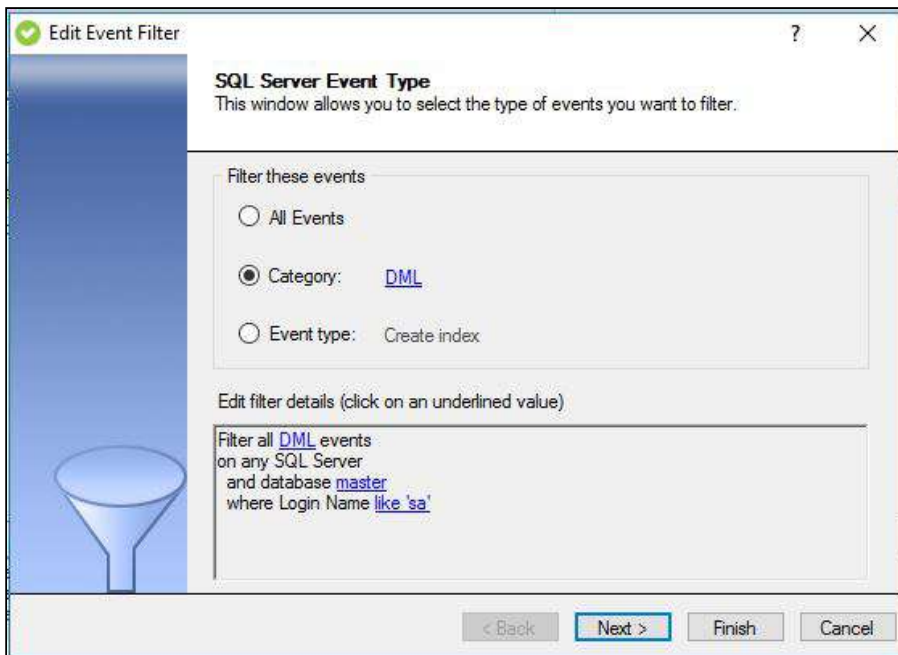 Edit Event Filter
?
SQL Server Event Type
This window allows you to select the type of events you want to filter.
Filter these events
All Events
Category: DML
Event type: Create index
Edit filter details (click on an underlined value)
Filter all DML events
on any SQL Server
and database master
where Login Name like 'sa'
< Back
Next >
Finish
Cancel